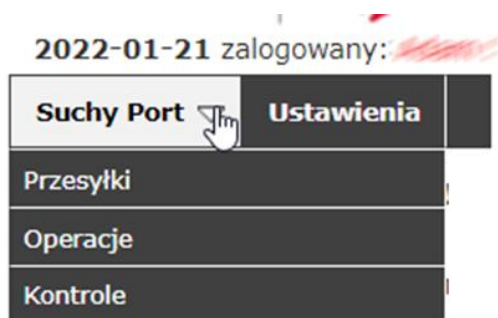 2022-01-21 zalogowany:
Suchy Port Ustawienia
Przesyłki
Operacje
Kontrole